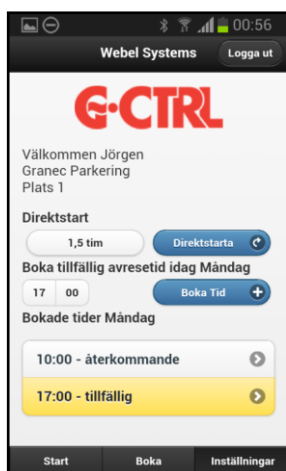 00:56
Webel Systems
Logga ut
G-CTRL
Välkommen Jörgen
Granec Parkering
Plats 1
Direktstart
1,5 tim
Direktstarta
Boka tillfällig avresetid idag Måndag
17 00
Boka Tid
Bokade tider Måndag
10:00 - återkommande
17:00 - tillfällig
Start Boka Inställningar